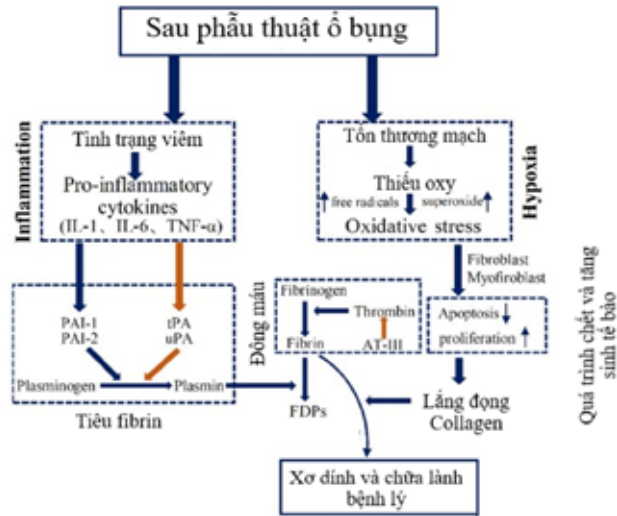 Sau phẫu thuật ổ bụng
Inflammation
Tình trạng viêm
Pro-inflammatory
cytokines
(IL-1、IL-6、TNF-α)
Tổn thương mạch
Thiếu oxy
free radicals
superoxide
Oxidative stress
Hypoxia
Fibroblast
Myofiroblast
PAI-1
PAI-2
tPA
uPA
Plasminogen
Plasmin
Tiêu fibrin
Đông máu
Fibrinogen
Thrombin
Fibrin
AT-III
FDPs
Apoptosis
proliferation
Quá trình chết và tăng
sinh tế bào
Lắng đọng
Collagen
Xơ dính và chữa lành
bệnh lý